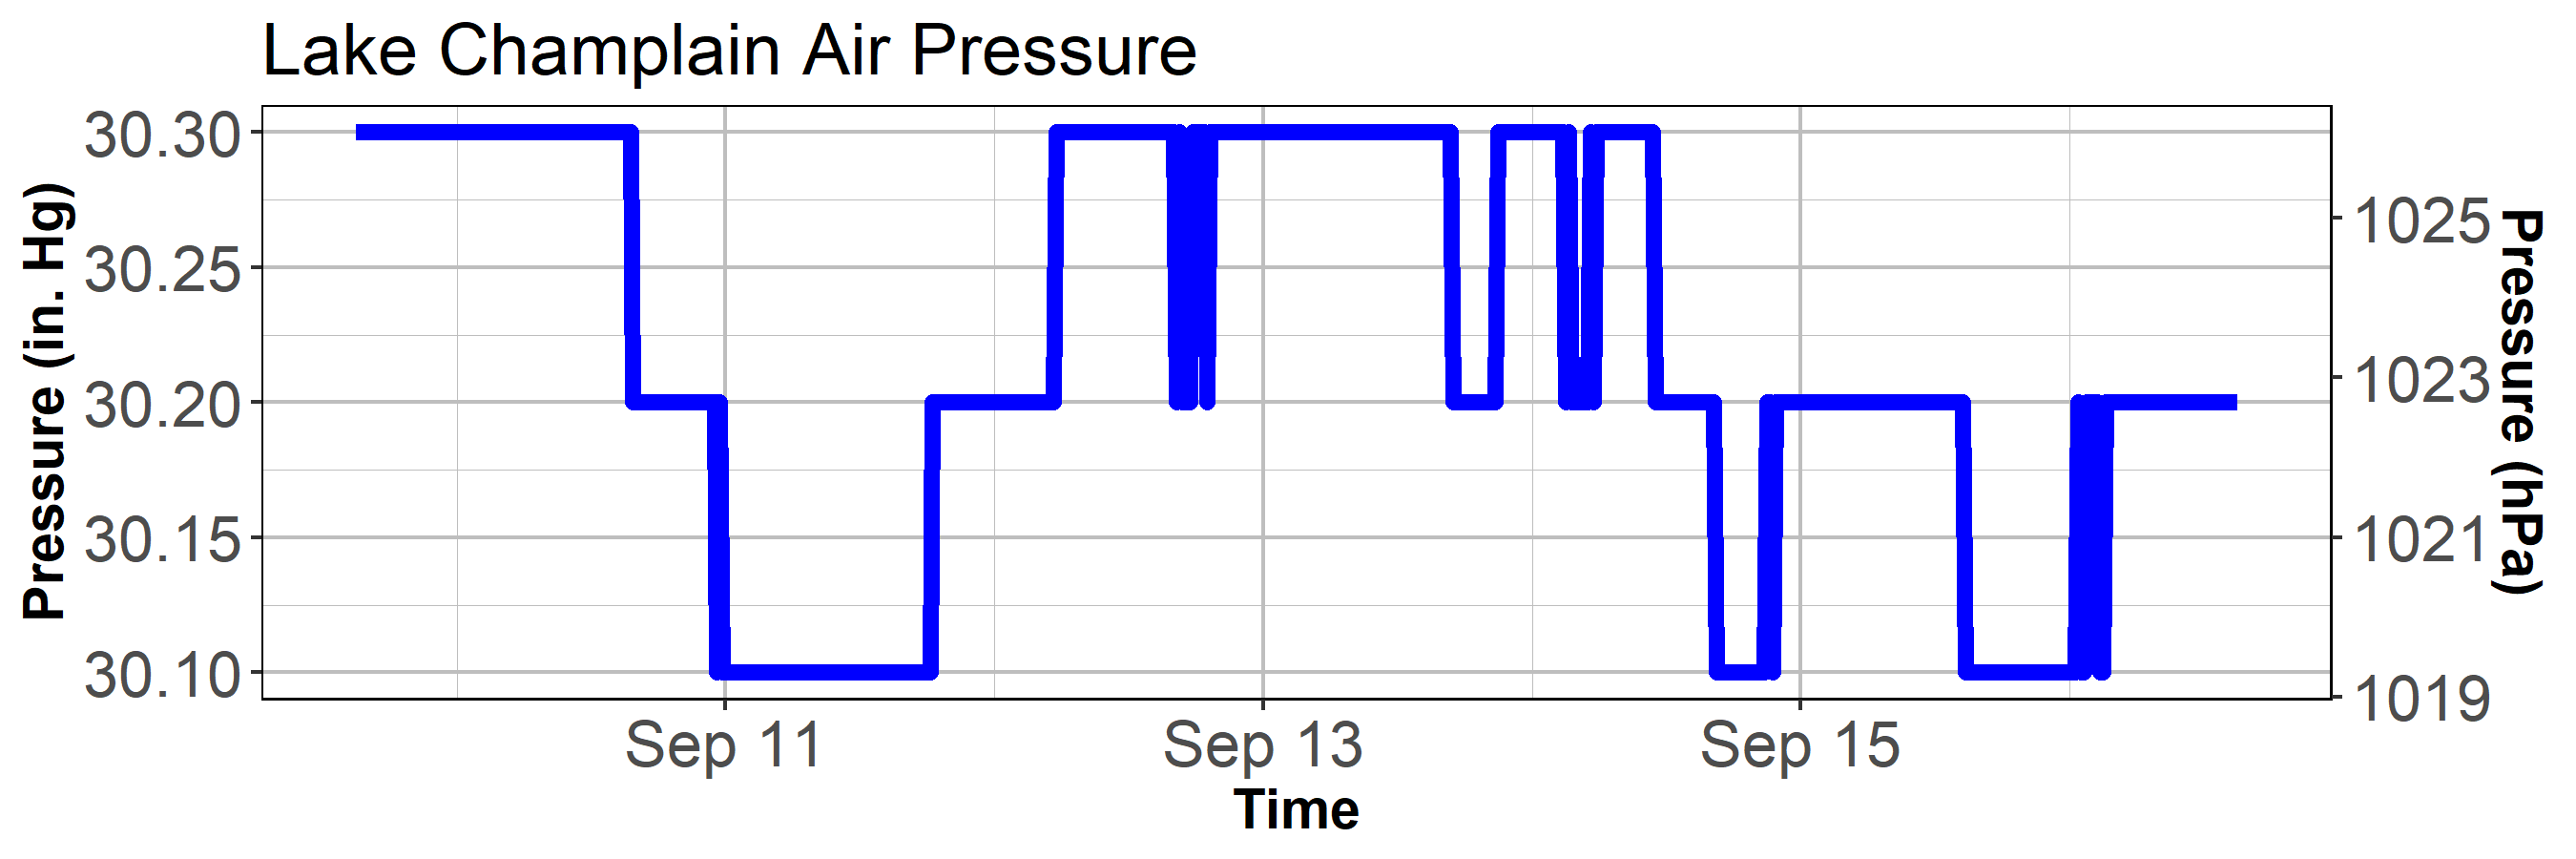 Lake Champlain Air Pressure
Pressure (in. Hg)
30.30
30.25
30.20
30.15
30.10
1025
1023
1021
1019
Pressure (hPa)
Sep 11
Sep 13
Sep 15
Time